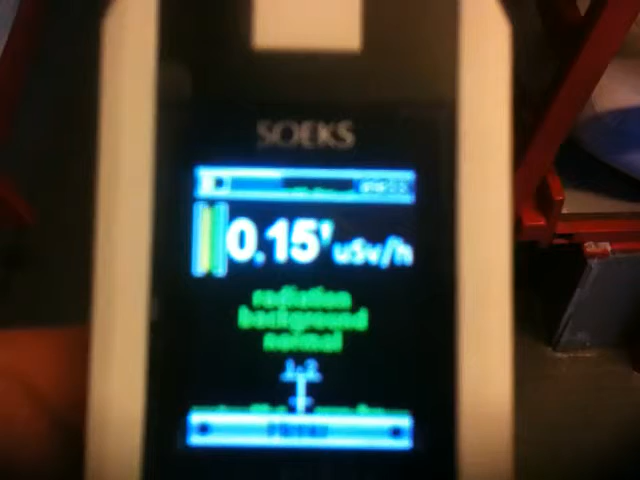 SOEKS
0.15' uSv/h
radiation
background
normal